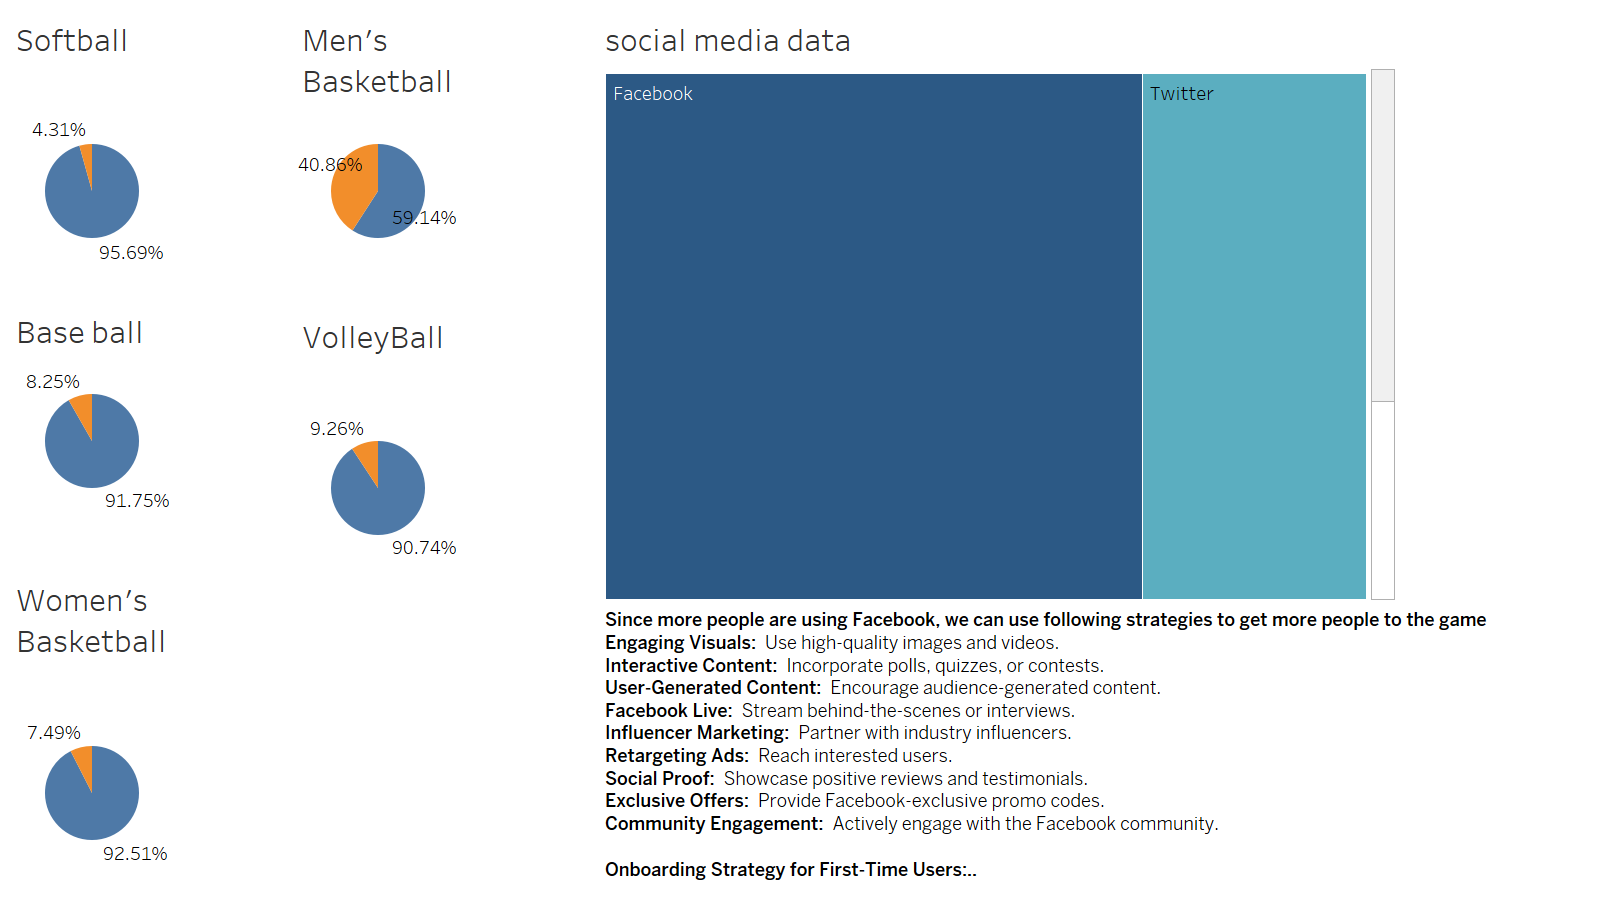 Softball
4.31%
95.69%
Men's
Basketball
40.86%
59.14%
Base ball
8.25%
91.75%
VolleyBall
9.26%
90.74%
Women's
Basketball
7.49%
92.51%
social media data
Facebook
Twitter
Since more people are using Facebook, we can use following strategies to get more people to the game
Engaging Visuals: Use high-quality images and videos.
Interactive Content: Incorporate polls, quizzes, or contests.
User-Generated Content: Encourage audience-generated content.
Facebook Live: Stream behind-the-scenes or interviews.
Influencer Marketing: Partner with industry influencers.
Retargeting Ads: Reach interested users.
Social Proof: Showcase positive reviews and testimonials.
Exclusive Offers: Provide Facebook-exclusive promo codes.
Community Engagement: Actively engage with the Facebook community.
Onboarding Strategy for First-Time Users:..